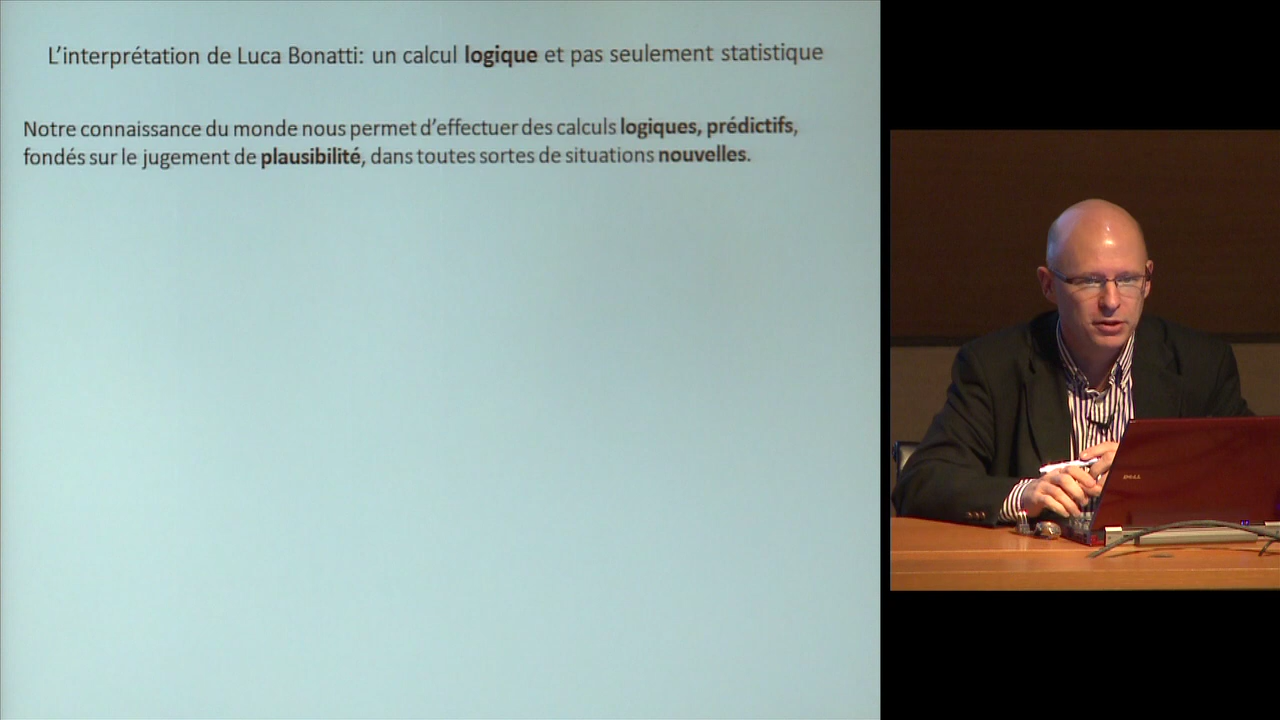 L'interprétation de Luca Bonatti: un calcul logique et pas seulement statistique
Notre connaissance du monde nous permet d'effectuer des calculs logiques, prédictifs,
fondés sur le jugement de plausibilité, dans toutes sortes de situations nouvelles.
DELL